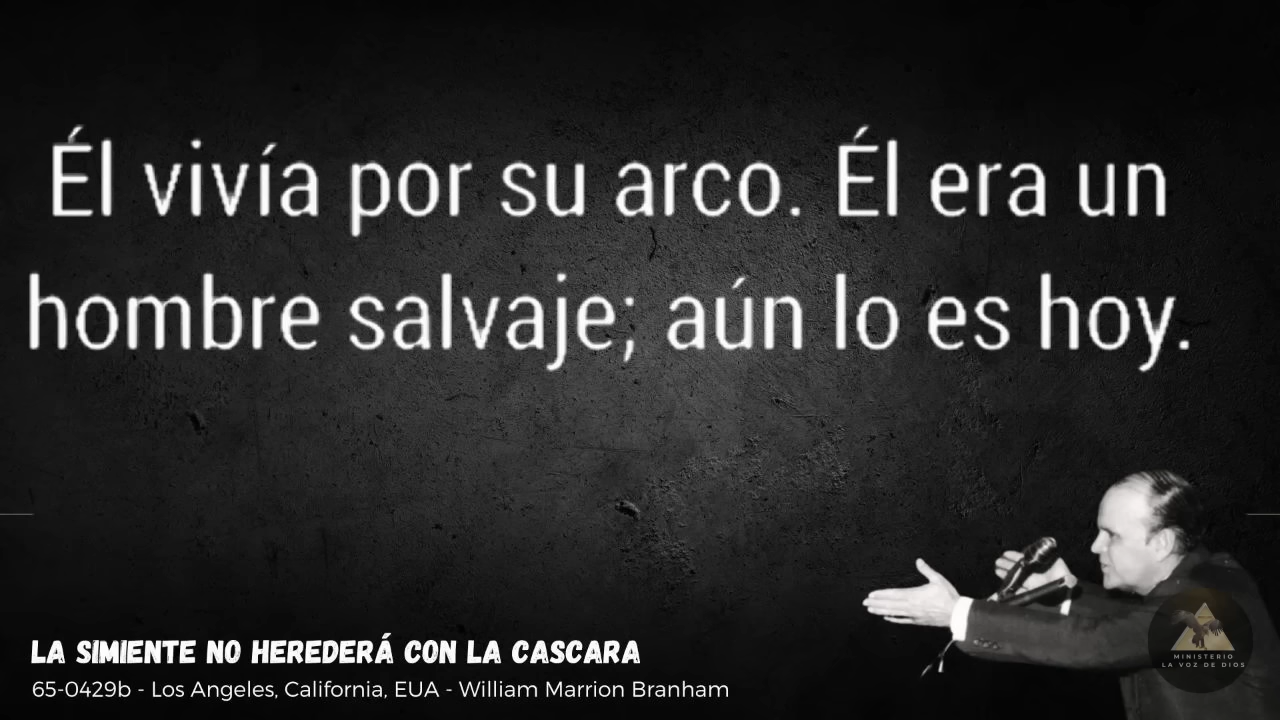 Él vivía por su arco. Él era un
hombre salvaje; aún lo es hoy.
LA SIMIENTE NO HEREDERÁ CON LA CASCARA
65-0429b - Los Angeles, California, EUA - William Marrion Branham
MINISTERIO
LA VOZ DE DIOS